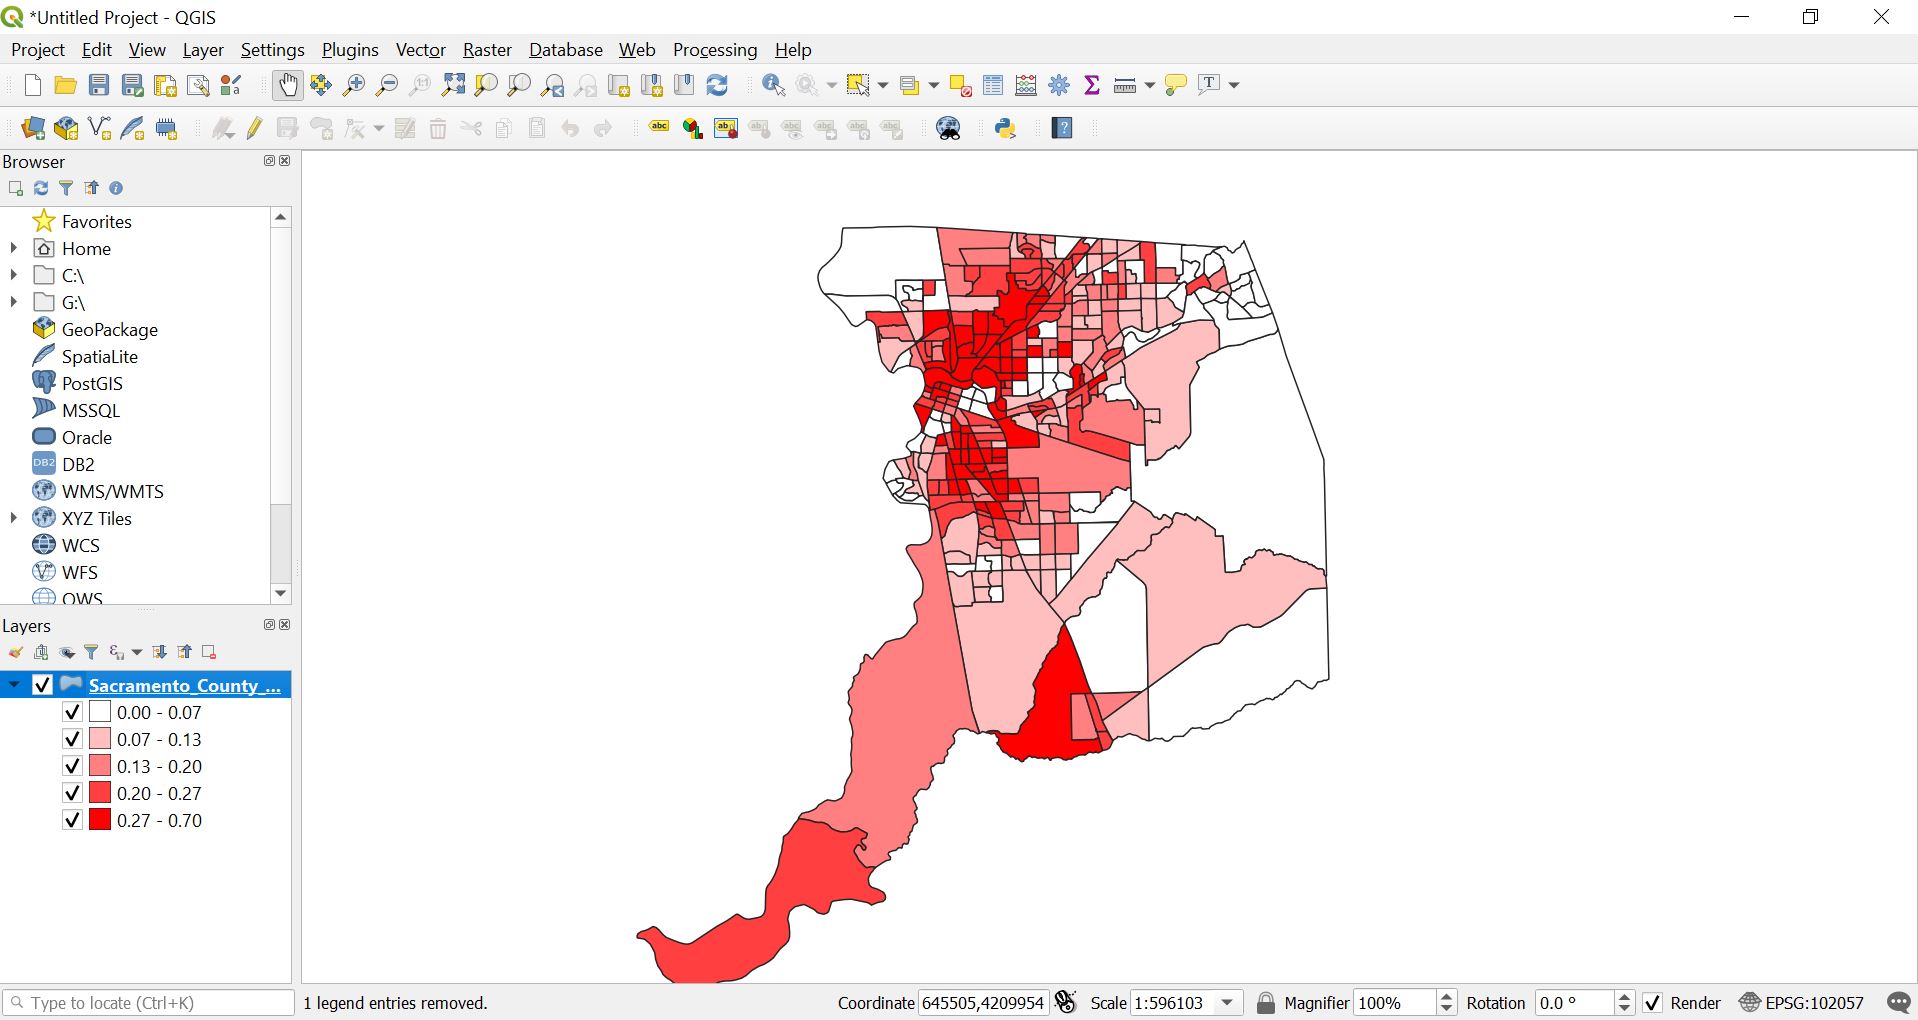 *Untitled Project - QGIS
Project Edit View Layer Settings Plugins Vector Raster Database Web Processing Help
Browser
Favorites
Home
C:\
G:\
GeoPackage
SpatiaLite
PostGIS
MSSQL
Oracle
DB2 DB2
WMS/WMTS
XYZ Tiles
WCS
WFS
OWS
Layers
Sacramento_County_...
0.00 - 0.07
0.07 - 0.13
0.13 - 0.20
0.20 - 0.27
0.27 - 0.70
Type to locate (Ctrl+K) 1 legend entries removed. Coordinate 645505,4209954 Scale 1:596103 Magnifier 100% Rotation 0.0 ° Render EPSG:102057